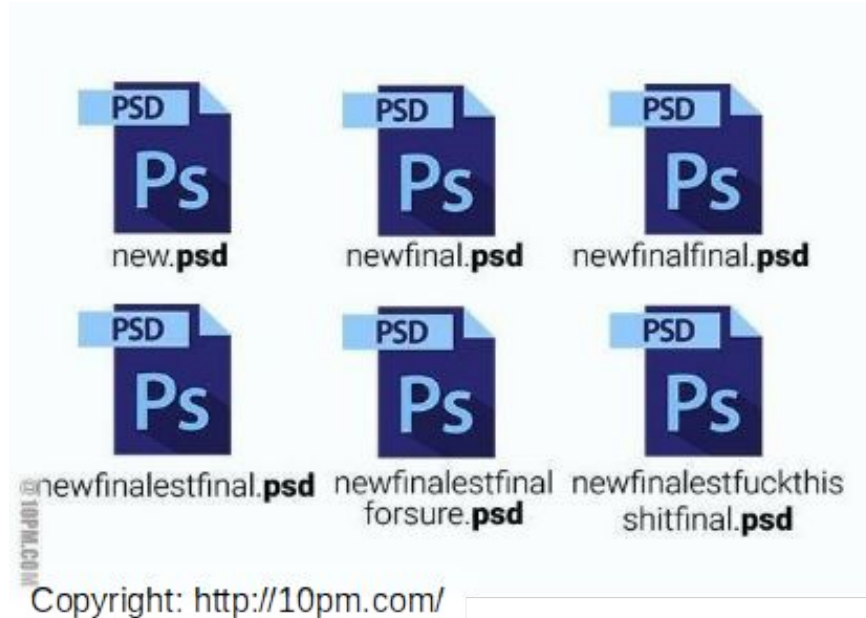 PSD PSD PSD
Ps Ps Ps
new.psd newfinal.psd newfinalfinal.psd
PSD PSD PSD
Ps Ps Ps
newfinalestfinal.psd newfinalestfinal newfinalestfuckthis
forsure.psd shitfinal.psd
@10PM.COM
Copyright: http://10pm.com/